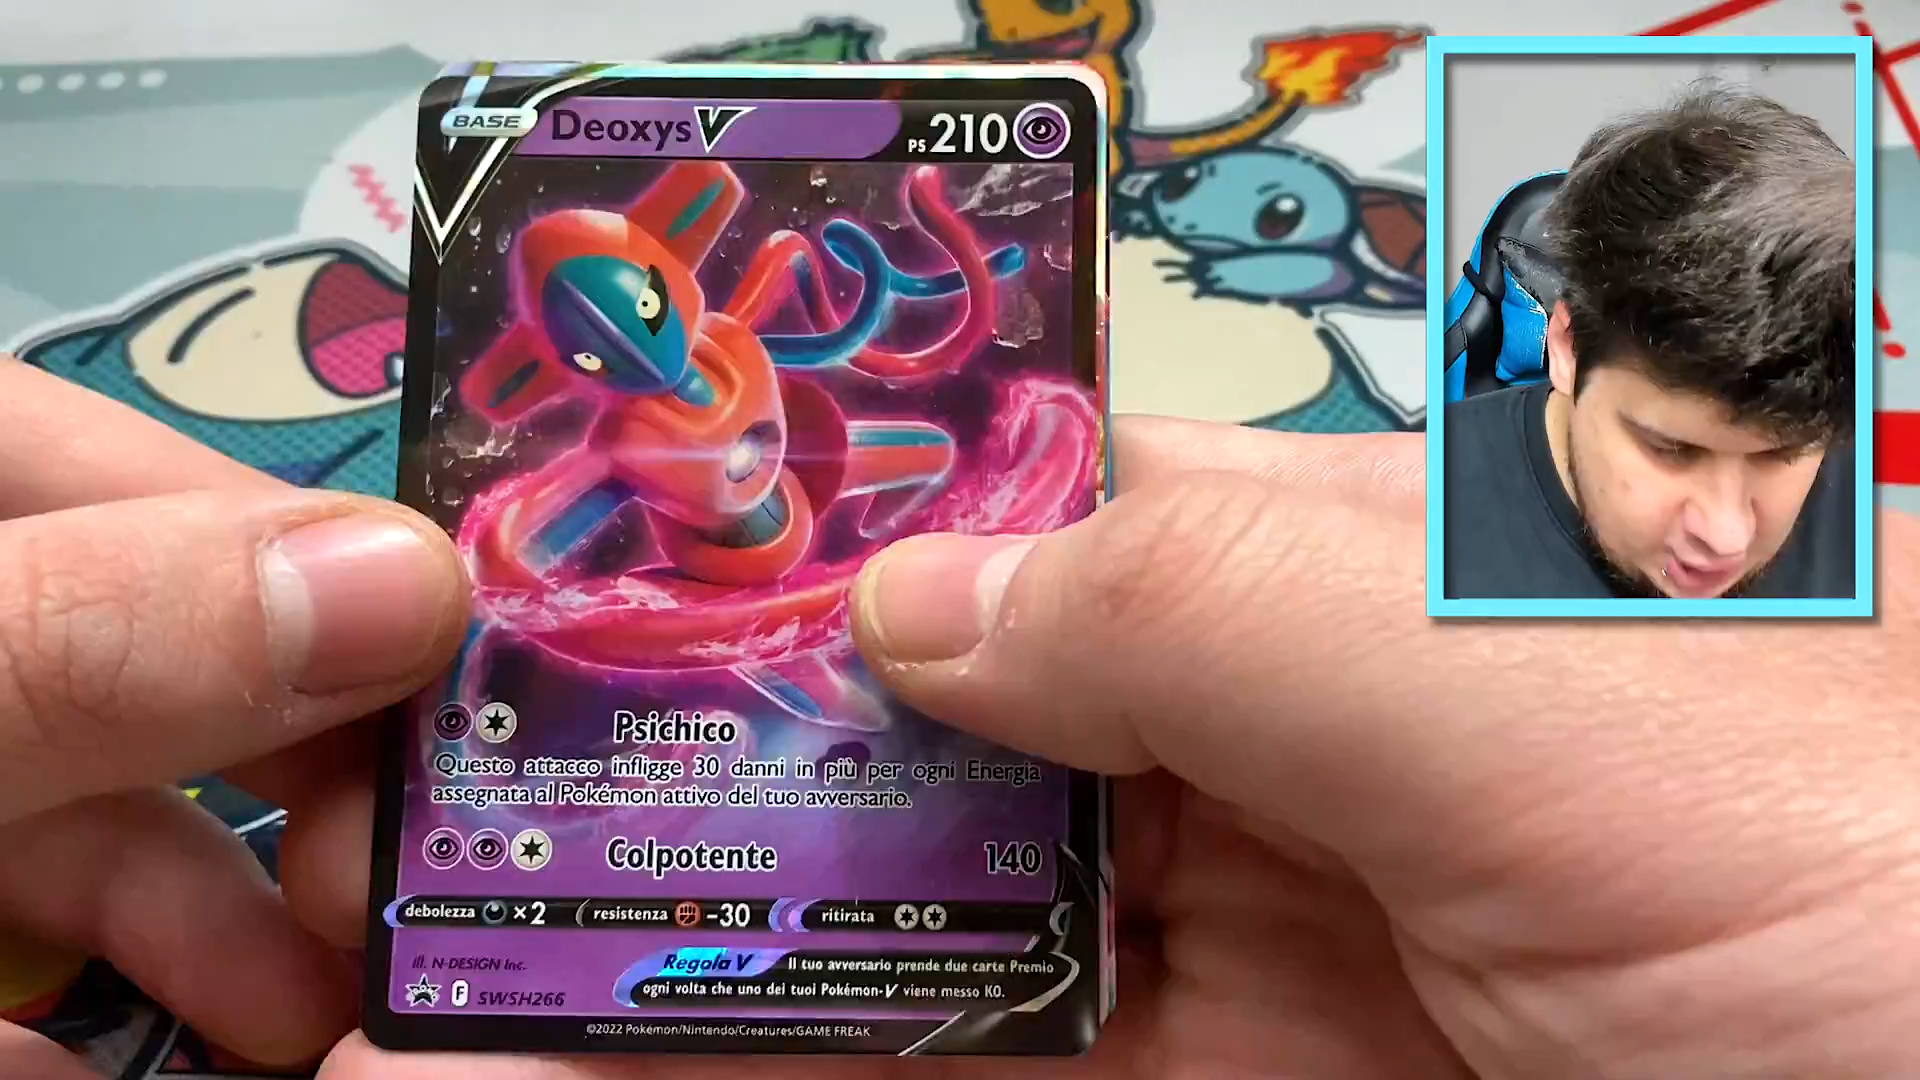 BASE
Deoxys V
PS 210
Psichico
Questo attacco infligge 30 danni in più per ogni Energia
assegnata al Pokémon attivo del tuo avversario.
Colpotente 140
debolezza ×2 resistenza -30 ritirata
Ill. N-DESIGN Inc.
Regola V Il tuo avversario prende due carte Premio
ogni volta che uno dei tuoi Pokémon-V viene messo KO.
F SWSH266
©2022 Pokémon/Nintendo/Creatures/GAME FREAK